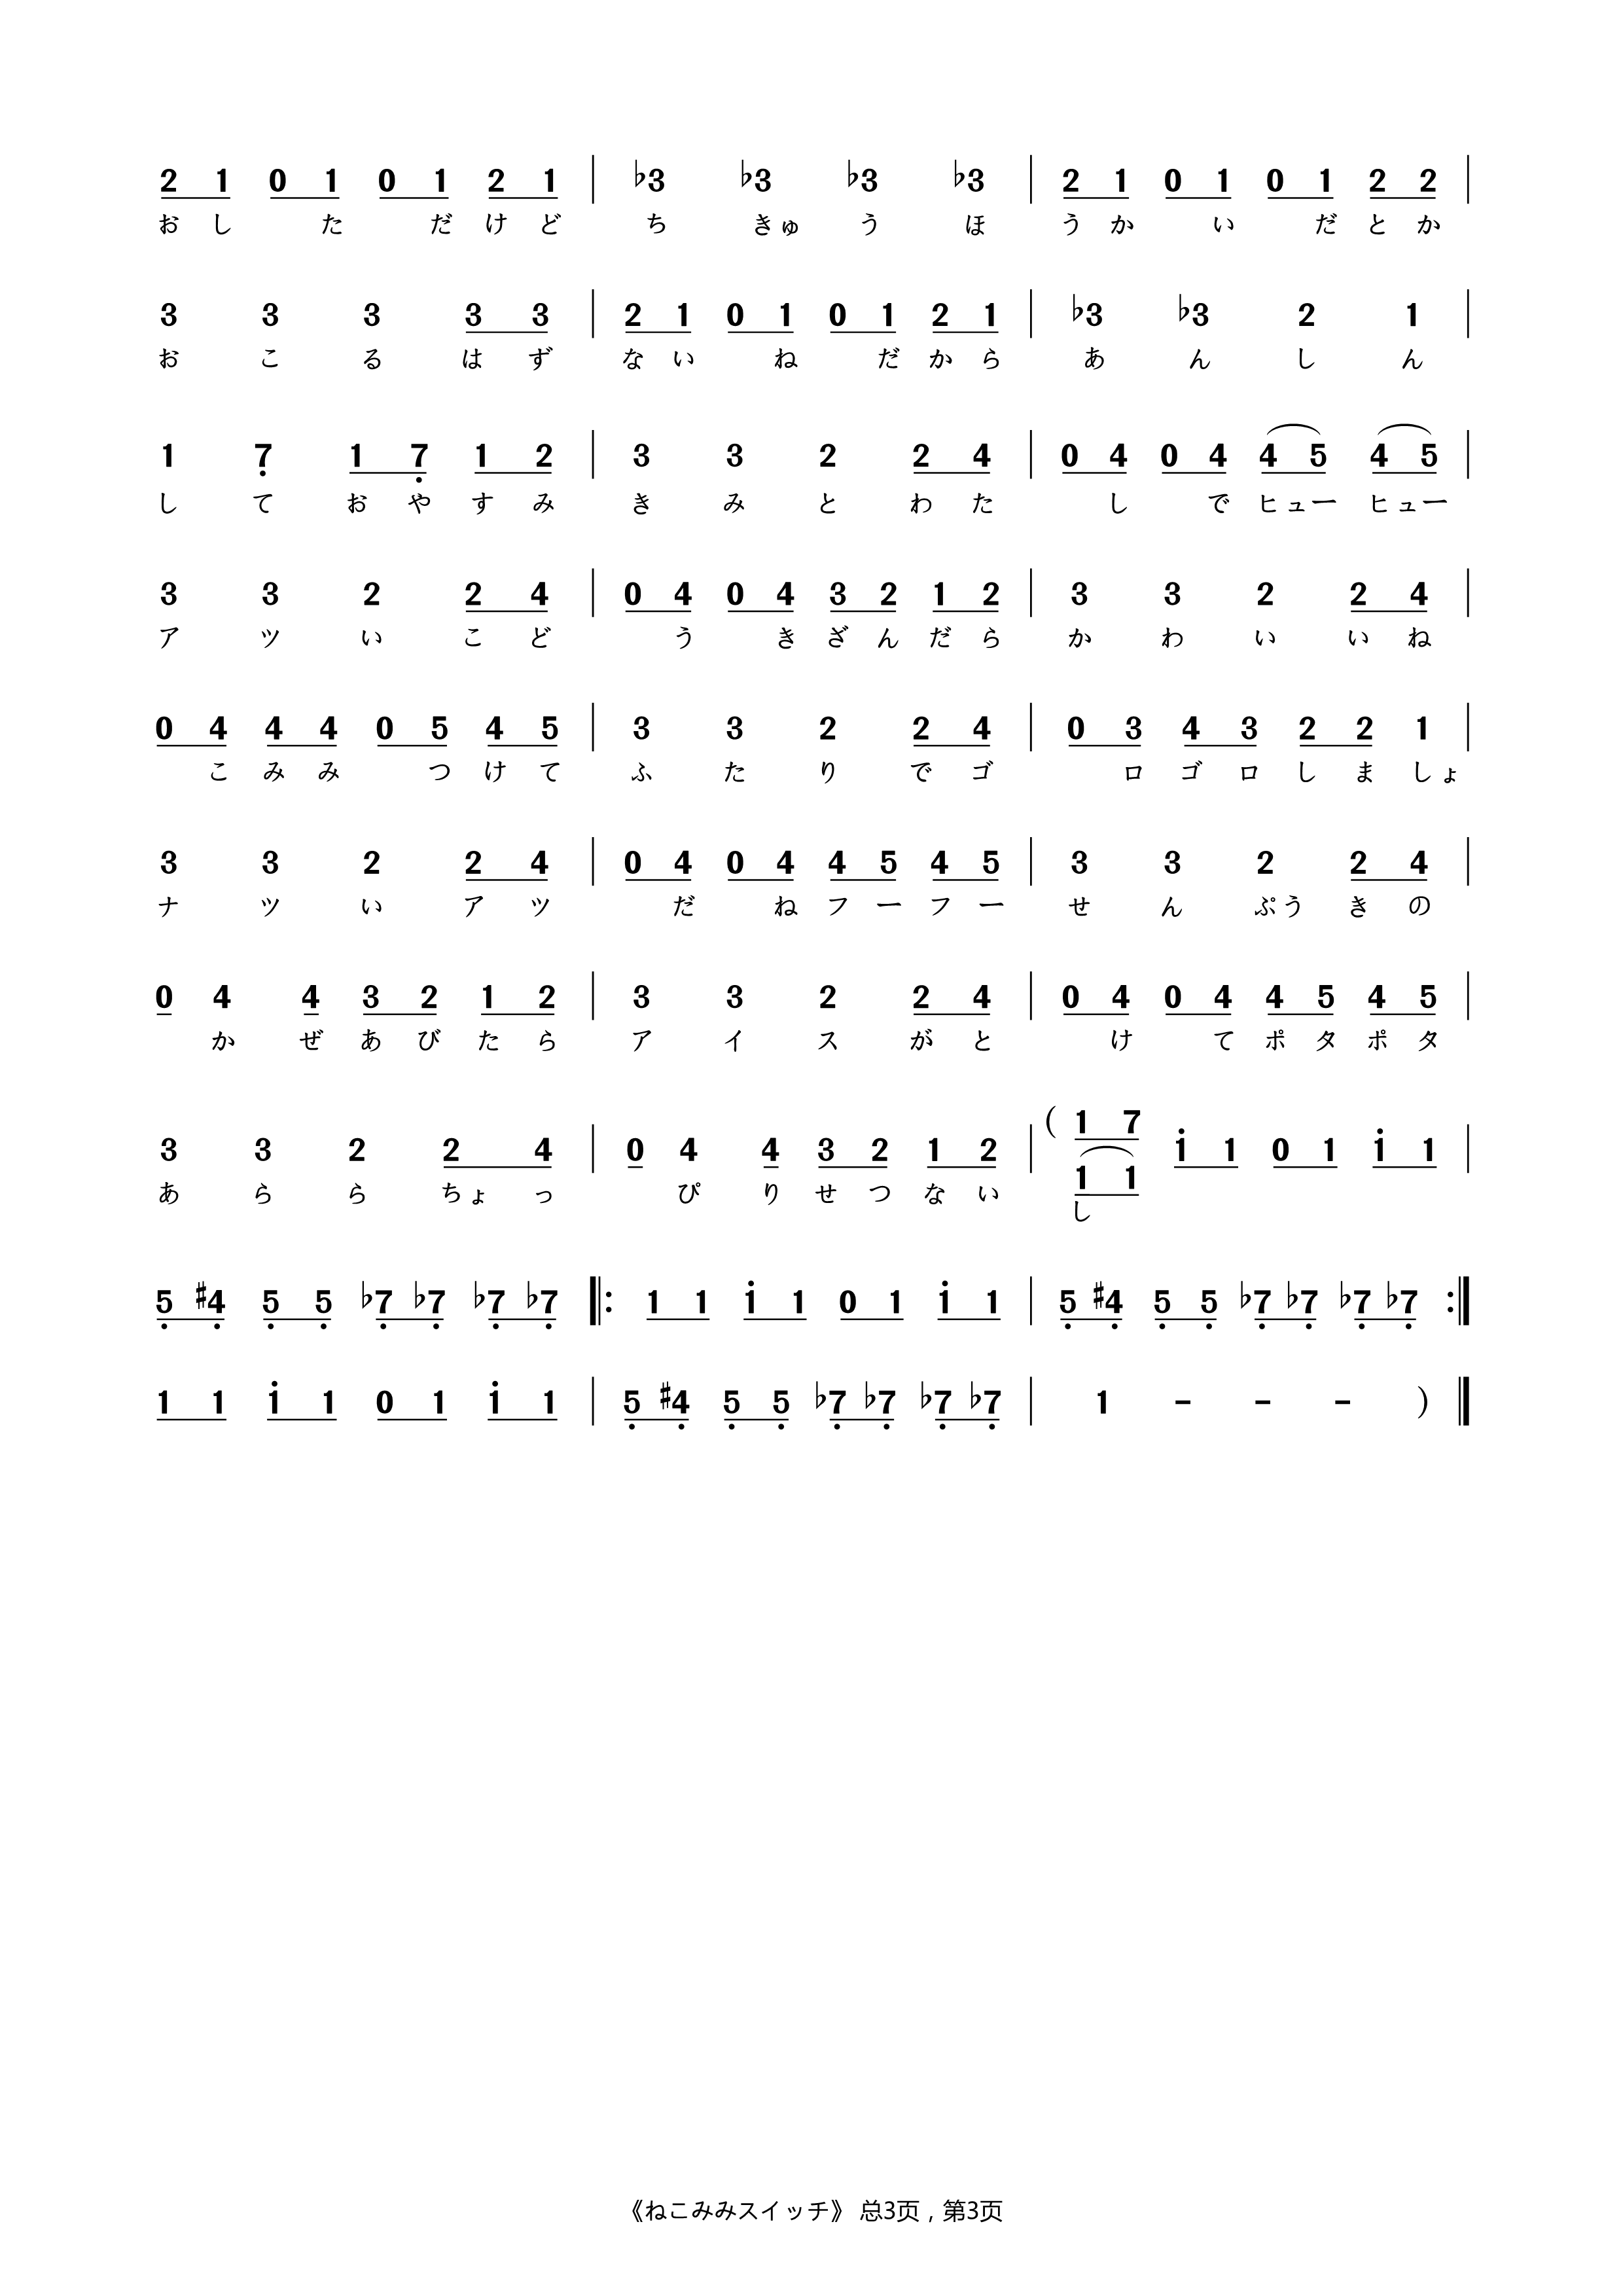 2 1 0 1 0 1 2 1 | ♭3 ♭3 ♭3 ♭3 | 2 1 0 1 0 1 2 2 |
お し た だ け ど ち きゅ う ほ う か い だ と か
3 3 3 3 3 | 2 1 0 1 0 1 2 1 | ♭3 ♭3 2 1 |
お こ る は ず な い ね だ か ら あ ん し ん
1 7̣ 1 7̣ 1 2 | 3 3 2 2 4 | 0 4 0 4 4 5 4 5 |
し て お や す み き み と わ た し で ヒュー ヒュー
3 3 2 2 4 | 0 4 0 4 3 2 1 2 | 3 3 2 2 4 |
ア ツ い こ ど う き ざ ん だ ら か わ い い ね
0 4 4 4 0 5 4 5 | 3 3 2 2 4 | 0 3 4 3 2 2 1 |
こ み み つ け て ふ た り で ゴ ロ ゴ ロ し ま しょ
3 3 2 2 4 | 0 4 0 4 4 5 4 5 | 3 3 2 2 4 |
ナ ツ い ア ツ だ ね フ ー フ ー せ ん ぷう き の
0 4 4 3 2 1 2 | 3 3 2 2 4 | 0 4 0 4 4 5 4 5 |
か ぜ あ び た ら ア イ ス が と け て ポ タ ポ タ
3 3 2 2 4 | 0 4 4 3 2 1 2 | ( 1 7 1̇ 1 0 1 1̇ 1 |
1 1
あ ら ら ちょ っ ぴ り せ つ な い し
5̣ ♯4̣ 5̣ 5̣ ♭7̣ ♭7̣ ♭7̣ ♭7̣ |: 1 1 1̇ 1 0 1 1̇ 1 | 5̣ ♯4̣ 5̣ 5̣ ♭7̣ ♭7̣ ♭7̣ ♭7̣ :|
1 1 1̇ 1 0 1 1̇ 1 | 5̣ ♯4̣ 5̣ 5̣ ♭7̣ ♭7̣ ♭7̣ ♭7̣ | 1 - - - ) ‖
《ねこみみスイッチ》 总3页，第3页